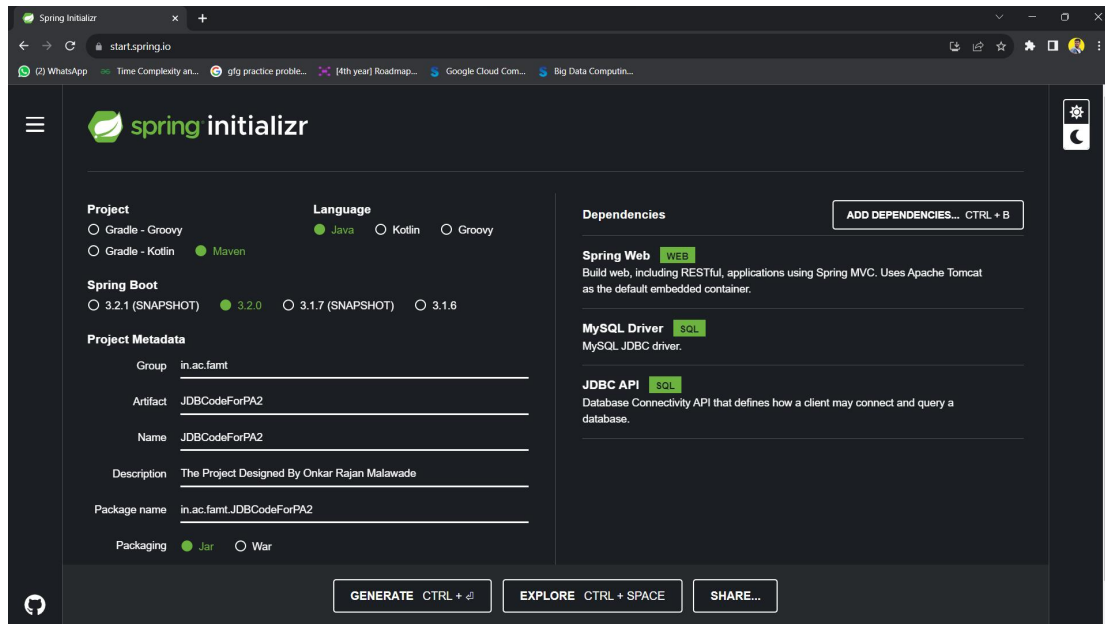 Spring Initializr
start.spring.io
(2) WhatsApp Time Complexity an... gfg practice proble... [4th year] Roadmap... Google Cloud Com... Big Data Computin...
spring initializr
Project
Gradle - Groovy
Gradle - Kotlin Maven
Language
Java Kotlin Groovy
Spring Boot
3.2.1 (SNAPSHOT) 3.2.0 3.1.7 (SNAPSHOT) 3.1.6
Project Metadata
Group in.ac.famt
Artifact JDBCodeForPA2
Name JDBCodeForPA2
Description The Project Designed By Onkar Rajan Malawade
Package name in.ac.famt.JDBCodeForPA2
Packaging Jar War
Dependencies
ADD DEPENDENCIES... CTRL + B
Spring Web WEB
Build web, including RESTful, applications using Spring MVC. Uses Apache Tomcat
as the default embedded container.
MySQL Driver SQL
MySQL JDBC driver.
JDBC API SQL
Database Connectivity API that defines how a client may connect and query a
database.
GENERATE CTRL + ⏎ EXPLORE CTRL + SPACE SHARE...